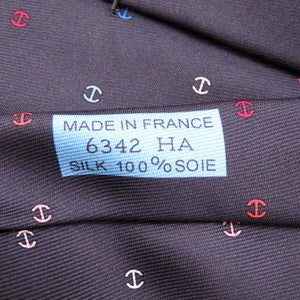 MADE IN FRANCE
6342 HA
SILK 100% SOIE